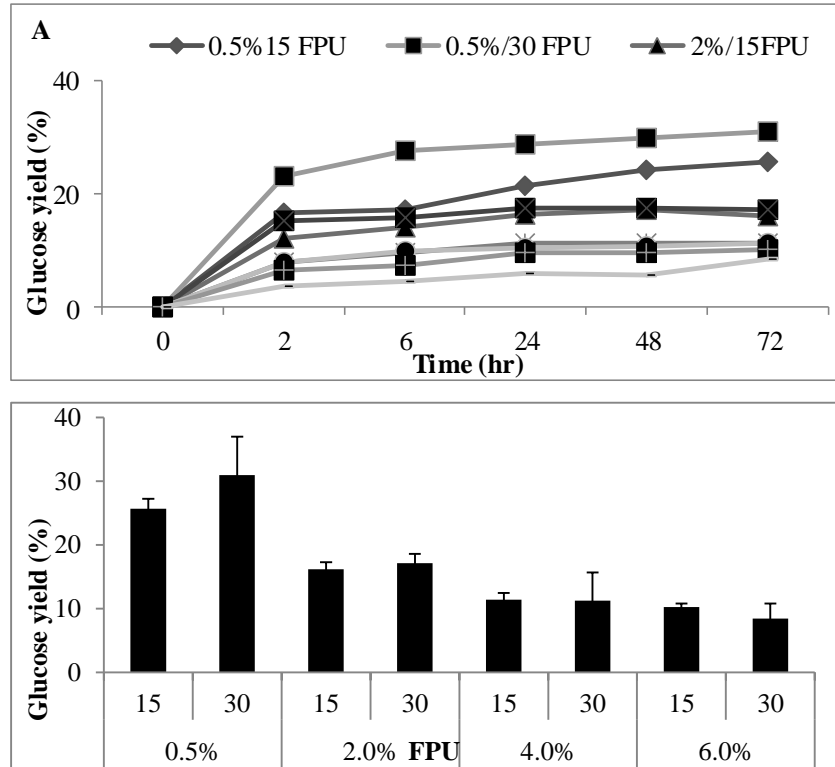 A
0.5%15 FPU 0.5%/30 FPU 2%/15FPU
Glucose yield (%)
40
20
0
0 2 6 24 48 72
Time (hr)
Glucose yield (%)
40
30
20
10
0
15 30 15 30 15 30 15 30
0.5% 2.0% FPU 4.0% 6.0%